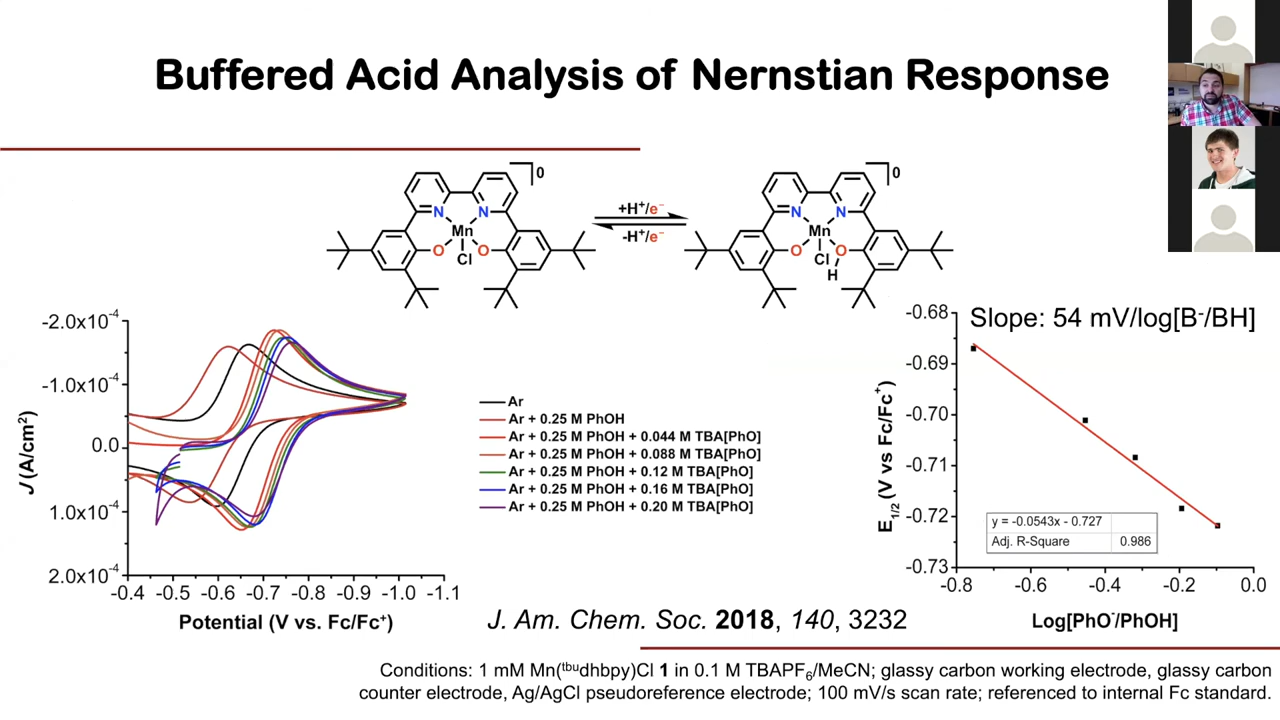 Buffered Acid Analysis of Nernstian Response
]0
N
N
Mn
O
O
Cl
+H⁺/e⁻
-H⁺/e⁻
]0
N
N
Mn
O
O
Cl
H
-2.0x10⁻⁴
-1.0x10⁻⁴
0.0
1.0x10⁻⁴
2.0x10⁻⁴
J (A/cm²)
-0.4 -0.5 -0.6 -0.7 -0.8 -0.9 -1.0 -1.1
Potential (V vs. Fc/Fc⁺)
Ar
Ar + 0.25 M PhOH
Ar + 0.25 M PhOH + 0.044 M TBA[PhO]
Ar + 0.25 M PhOH + 0.088 M TBA[PhO]
Ar + 0.25 M PhOH + 0.12 M TBA[PhO]
Ar + 0.25 M PhOH + 0.16 M TBA[PhO]
Ar + 0.25 M PhOH + 0.20 M TBA[PhO]
Slope: 54 mV/log[B⁻/BH]
-0.68
-0.69
-0.70
-0.71
-0.72
-0.73
E1/2 (V vs Fc/Fc⁺)
y = -0.0543x - 0.727
Adj. R-Square 0.986
-0.8 -0.6 -0.4 -0.2 0.0
Log[PhO⁻/PhOH]
J. Am. Chem. Soc. 2018, 140, 3232
Conditions: 1 mM Mn(ᵗᵇᵘdhbpy)Cl 1 in 0.1 M TBAPF₆/MeCN; glassy carbon working electrode, glassy carbon
counter electrode, Ag/AgCl pseudoreference electrode; 100 mV/s scan rate; referenced to internal Fc standard.